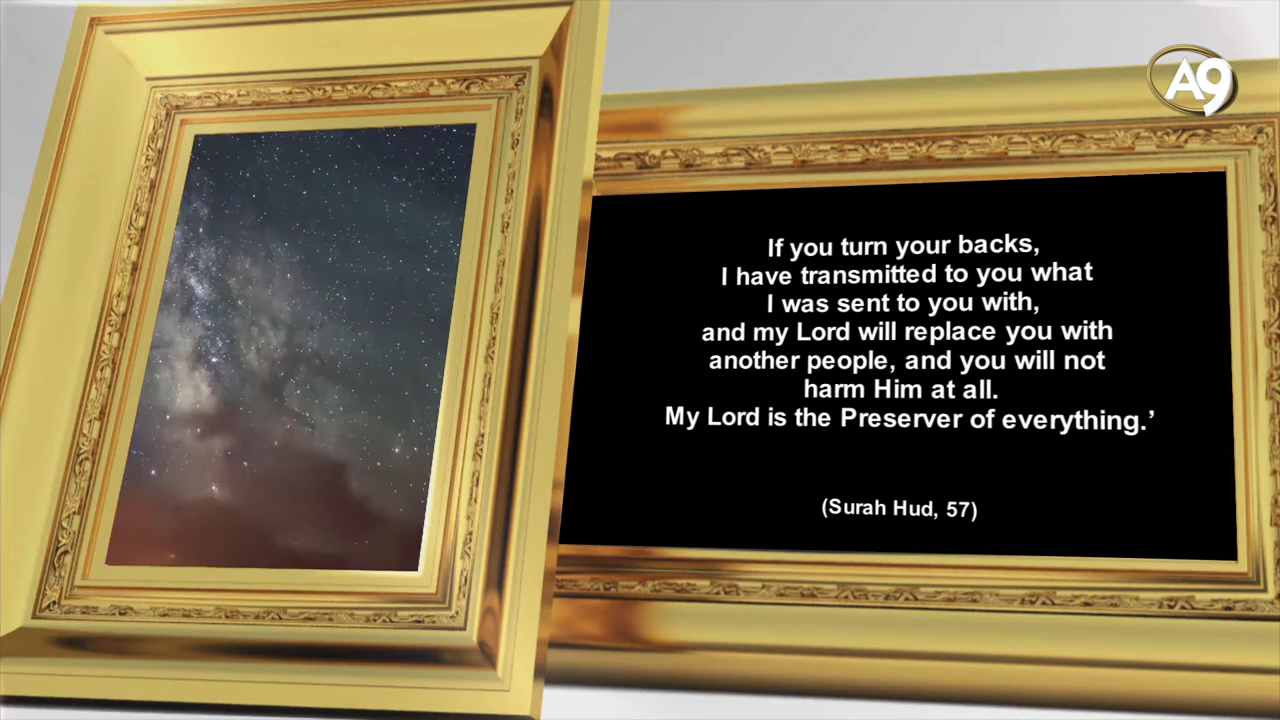 A9
If you turn your backs,
I have transmitted to you what
I was sent to you with,
and my Lord will replace you with
another people, and you will not
harm Him at all.
My Lord is the Preserver of everything.’
(Surah Hud, 57)